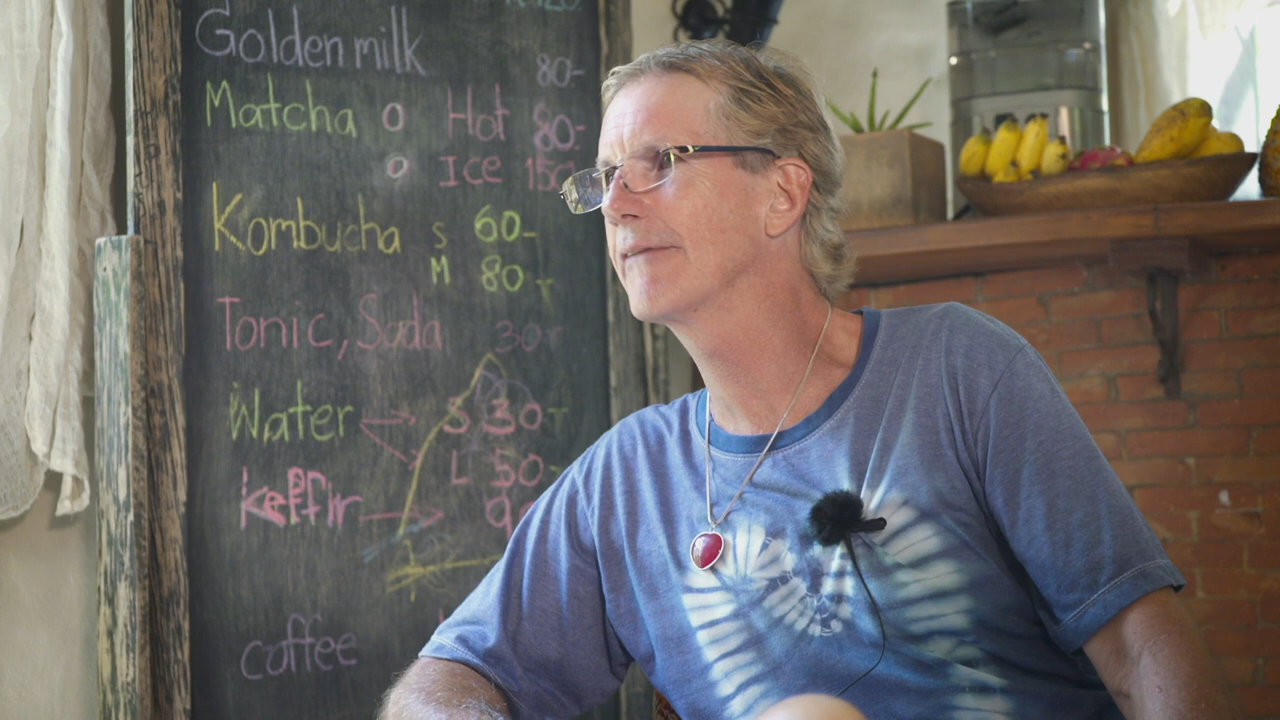 Golden milk 80-
Matcha o Hot 80-
o Ice 150
Kombucha S 60-
M 80
Tonic, Soda 30
Water S 30
L 50
Keffir
coffee